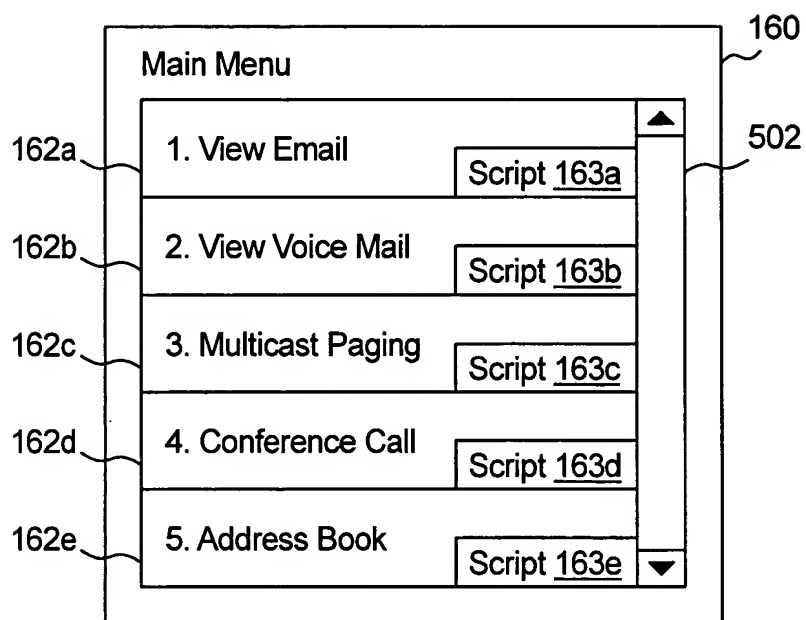 160
Main Menu
502
162a
1. View Email
Script 163a
162b
2. View Voice Mail
Script 163b
162c
3. Multicast Paging
Script 163c
162d
4. Conference Call
Script 163d
162e
5. Address Book
Script 163e